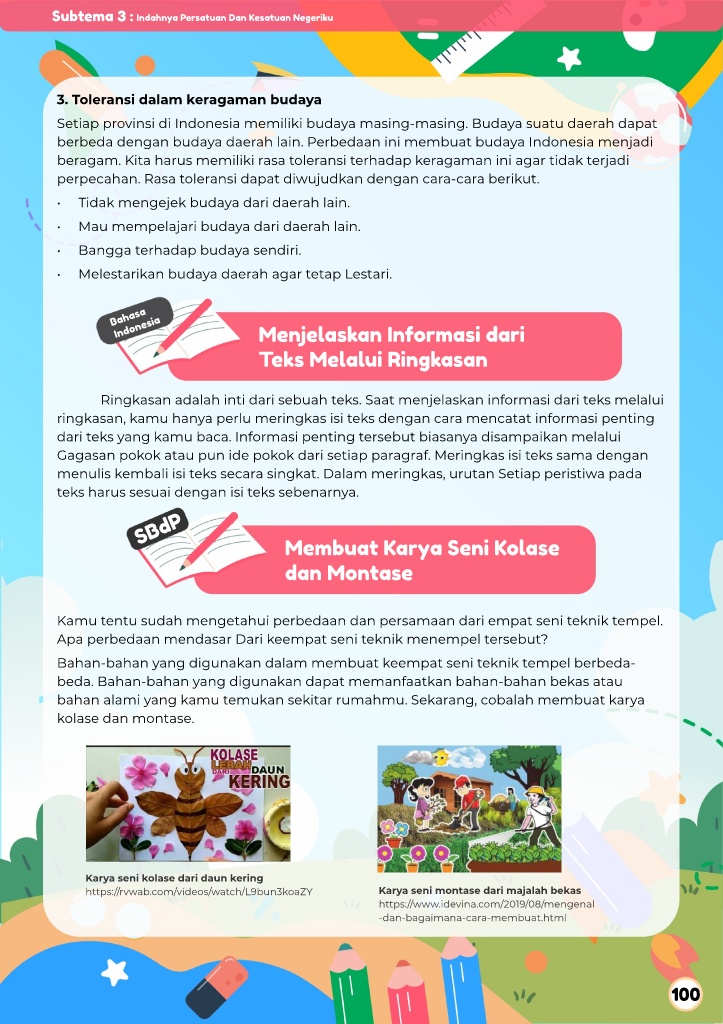 Subtema 3 : Indahnya Persatuan Dan Kesatuan Negeriku
3. Toleransi dalam keragaman budaya
Setiap provinsi di Indonesia memiliki budaya masing-masing. Budaya suatu daerah dapat
berbeda dengan budaya daerah lain. Perbedaan ini membuat budaya Indonesia menjadi
beragam. Kita harus memiliki rasa toleransi terhadap keragaman ini agar tidak terjadi
perpecahan. Rasa toleransi dapat diwujudkan dengan cara-cara berikut.
• Tidak mengejek budaya dari daerah lain.
• Mau mempelajari budaya dari daerah lain.
• Bangga terhadap budaya sendiri.
• Melestarikan budaya daerah agar tetap Lestari.
Bahasa
Indonesia
Menjelaskan Informasi dari
Teks Melalui Ringkasan
Ringkasan adalah inti dari sebuah teks. Saat menjelaskan informasi dari teks melalui
ringkasan, kamu hanya perlu meringkas isi teks dengan cara mencatat informasi penting
dari teks yang kamu baca. Informasi penting tersebut biasanya disampaikan melalui
Gagasan pokok atau pun ide pokok dari setiap paragraf. Meringkas isi teks sama dengan
menulis kembali isi teks secara singkat. Dalam meringkas, urutan Setiap peristiwa pada
teks harus sesuai dengan isi teks sebenarnya.
SBdP
Membuat Karya Seni Kolase
dan Montase
Kamu tentu sudah mengetahui perbedaan dan persamaan dari empat seni teknik tempel.
Apa perbedaan mendasar Dari keempat seni teknik menempel tersebut?
Bahan-bahan yang digunakan dalam membuat keempat seni teknik tempel berbeda-
beda. Bahan-bahan yang digunakan dapat memanfaatkan bahan-bahan bekas atau
bahan alami yang kamu temukan sekitar rumahmu. Sekarang, cobalah membuat karya
kolase dan montase.
KOLASE
LEBAH
DARI DAUN
KERING
Karya seni kolase dari daun kering
https://rvwab.com/videos/watch/L9bun3koaZY
Karya seni montase dari majalah bekas
https://www.idevina.com/2019/08/mengenal
-dan-bagaimana-cara-membuat.html
100